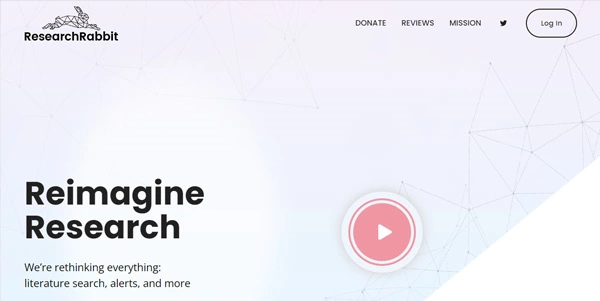 DONATE REVIEWS MISSION Log In
ResearchRabbit
Reimagine
Research
We're rethinking everything:
literature search, alerts, and more